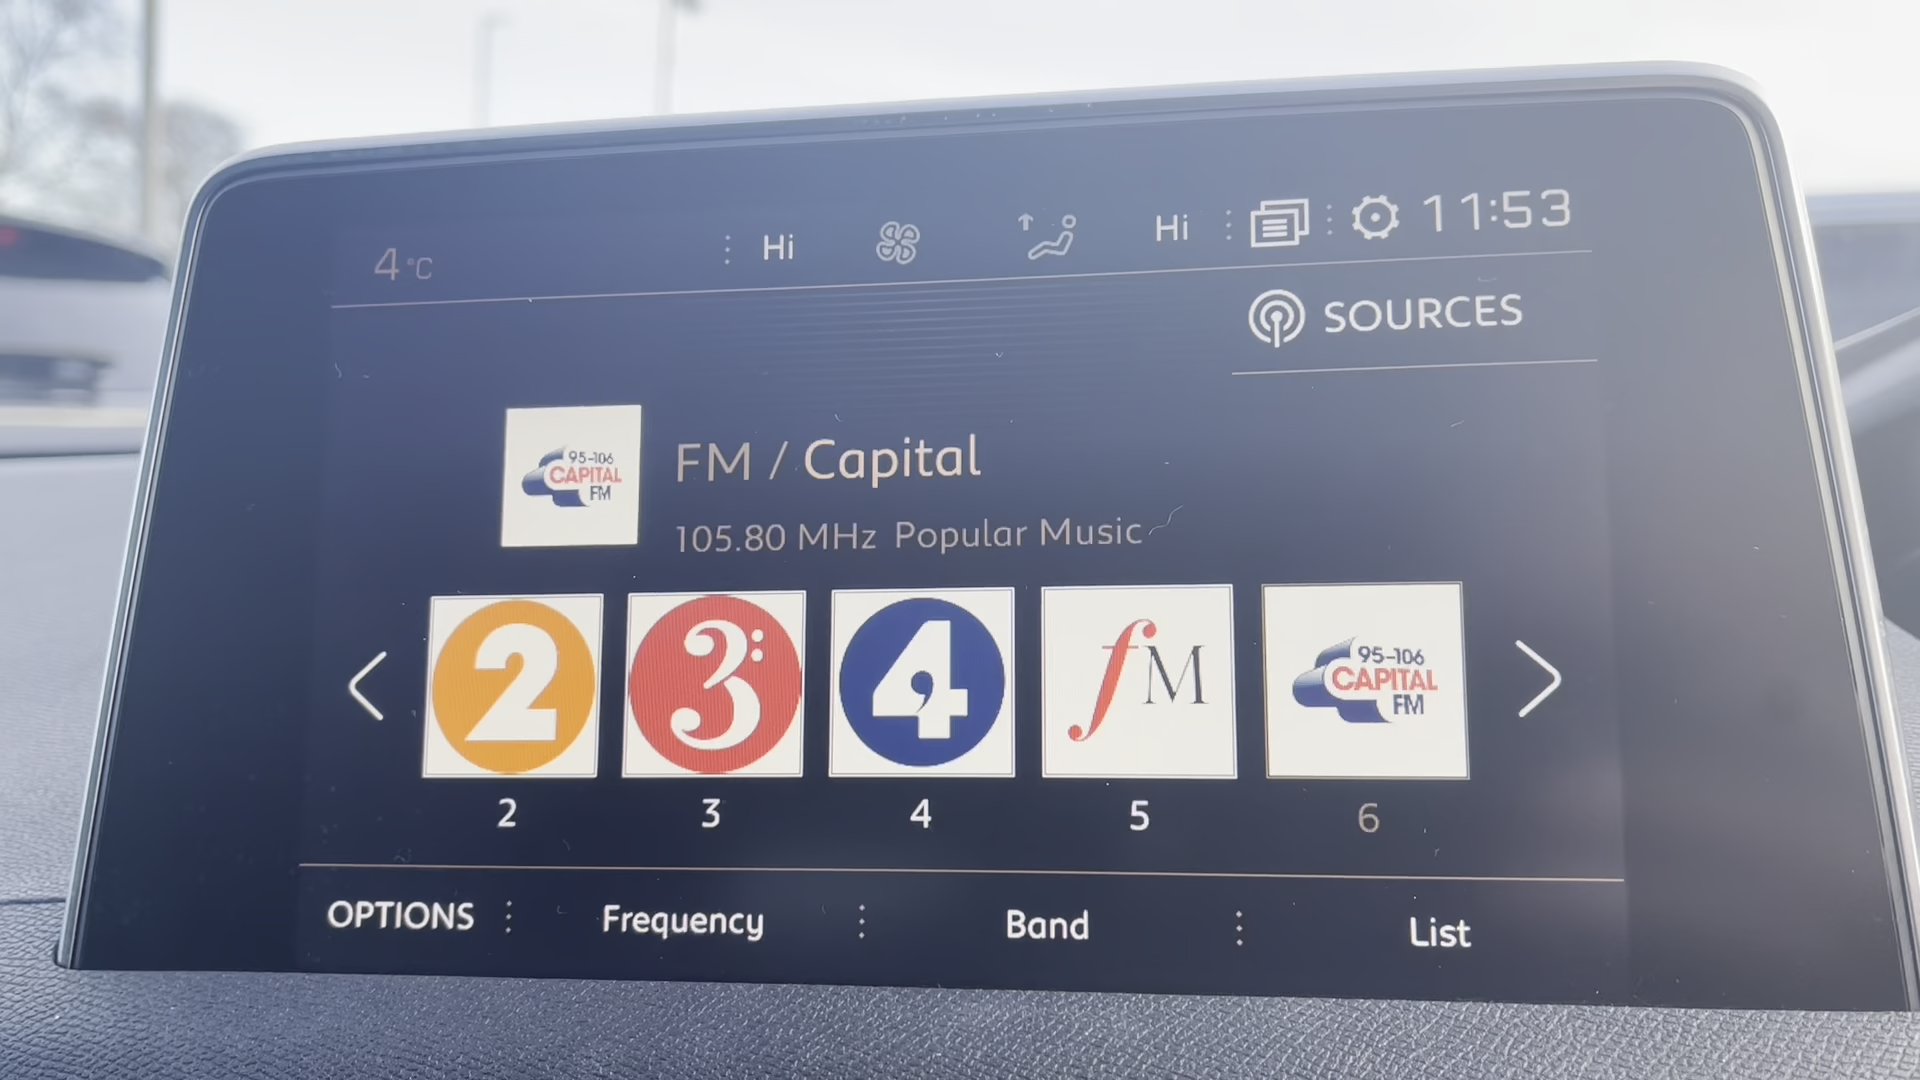 4°C Hi Hi 11:53
SOURCES
95-106
CAPITAL
FM
FM / Capital
105.80 MHz Popular Music
2 3 4 fM 95-106
CAPITAL
FM
2 3 4 5 6
OPTIONS Frequency Band List